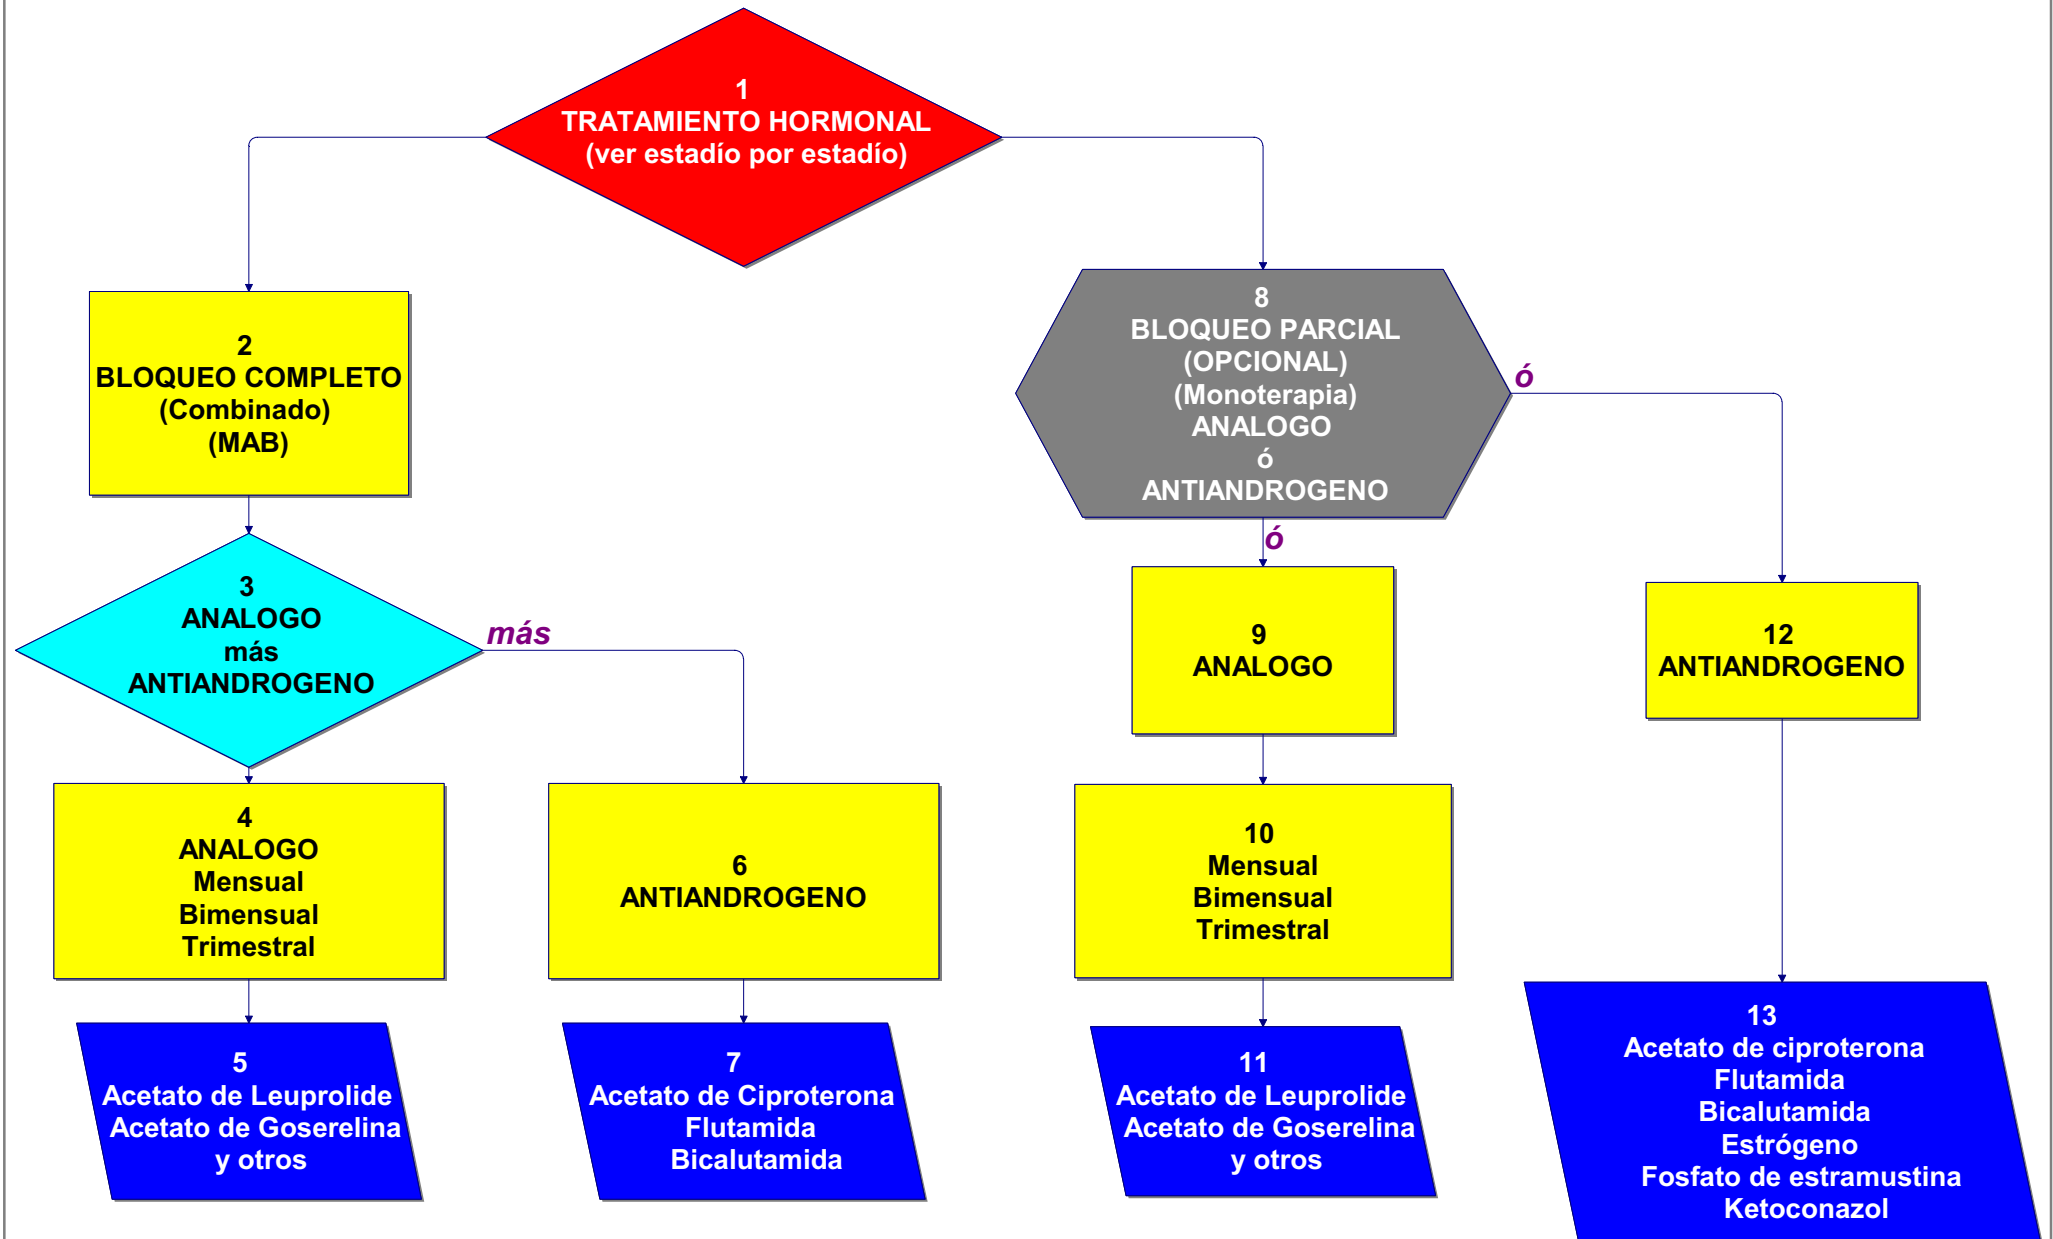 1
TRATAMIENTO HORMONAL
(ver estadío por estadío)
2
BLOQUEO COMPLETO
(Combinado)
(MAB)
3
ANALOGO
más
ANTIANDROGENO
más
4
ANALOGO
Mensual
Bimensual
Trimestral
5
Acetato de Leuprolide
Acetato de Goserelina
y otros
6
ANTIANDROGENO
7
Acetato de Ciproterona
Flutamida
Bicalutamida
8
BLOQUEO PARCIAL
(OPCIONAL)
(Monoterapia)
ANALOGO
ó
ANTIANDROGENO
ó
ó
9
ANALOGO
10
Mensual
Bimensual
Trimestral
11
Acetato de Leuprolide
Acetato de Goserelina
y otros
12
ANTIANDROGENO
13
Acetato de ciproterona
Flutamida
Bicalutamida
Estrógeno
Fosfato de estramustina
Ketoconazol